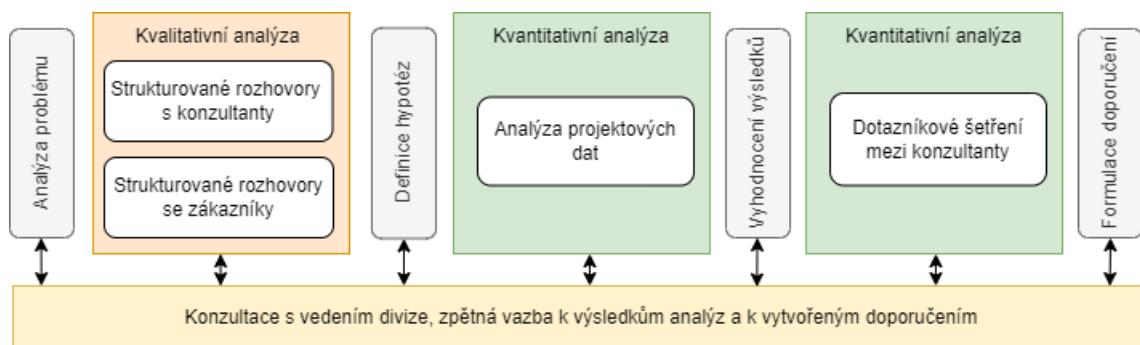 Analýza problému
Kvalitativní analýza
Strukturované rozhovory
s konzultanty
Strukturované rozhovory
se zákazníky
Definice hypotéz
Kvantitativní analýza
Analýza projektových
dat
Vyhodnocení výsledků
Kvantitativní analýza
Dotazníkové šetření
mezi konzultanty
Formulace doporučení
Konzultace s vedením divize, zpětná vazba k výsledkům analýz a k vytvořeným doporučením